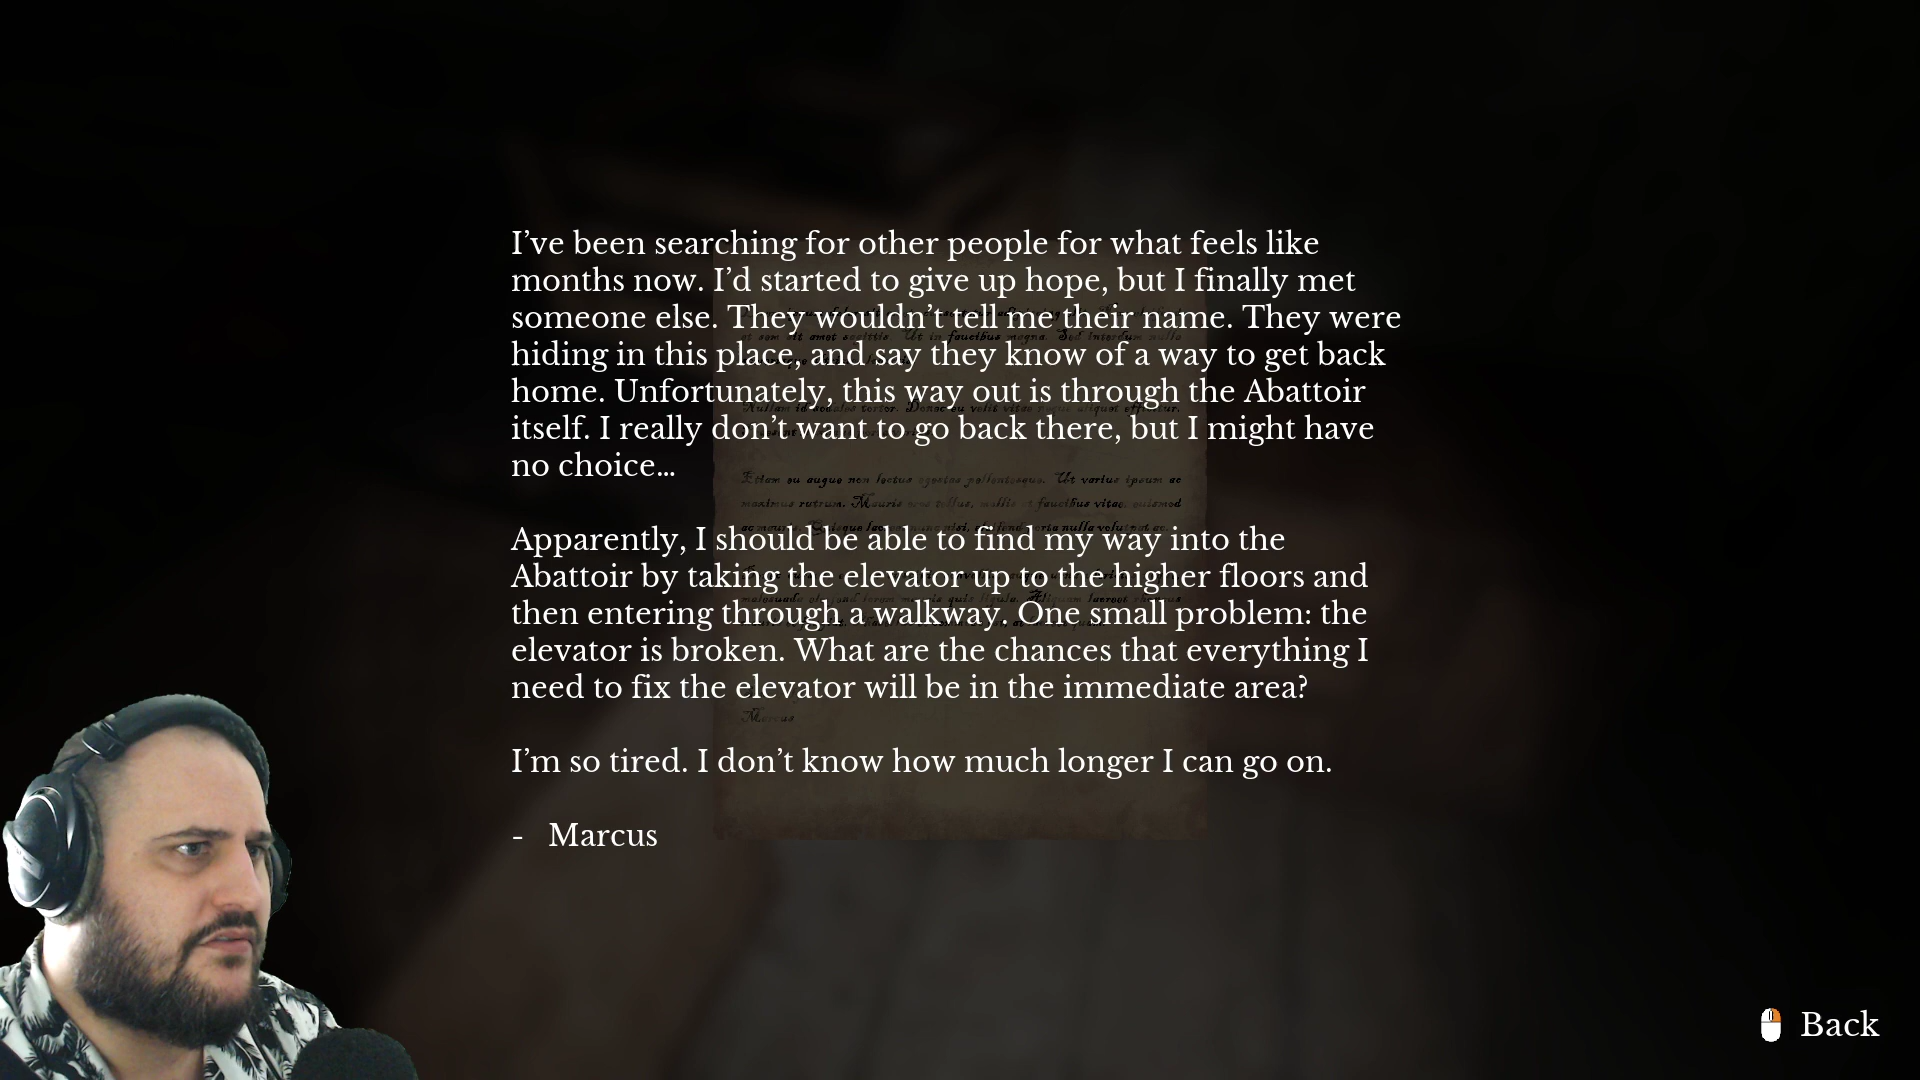 I’ve been searching for other people for what feels like
months now. I’d started to give up hope, but I finally met
someone else. They wouldn’t tell me their name. They were
hiding in this place, and say they know of a way to get back
home. Unfortunately, this way out is through the Abattoir
itself. I really don’t want to go back there, but I might have
no choice…
Apparently, I should be able to find my way into the
Abattoir by taking the elevator up to the higher floors and
then entering through a walkway. One small problem: the
elevator is broken. What are the chances that everything I
need to fix the elevator will be in the immediate area?
I’m so tired. I don’t know how much longer I can go on.
- Marcus
Back